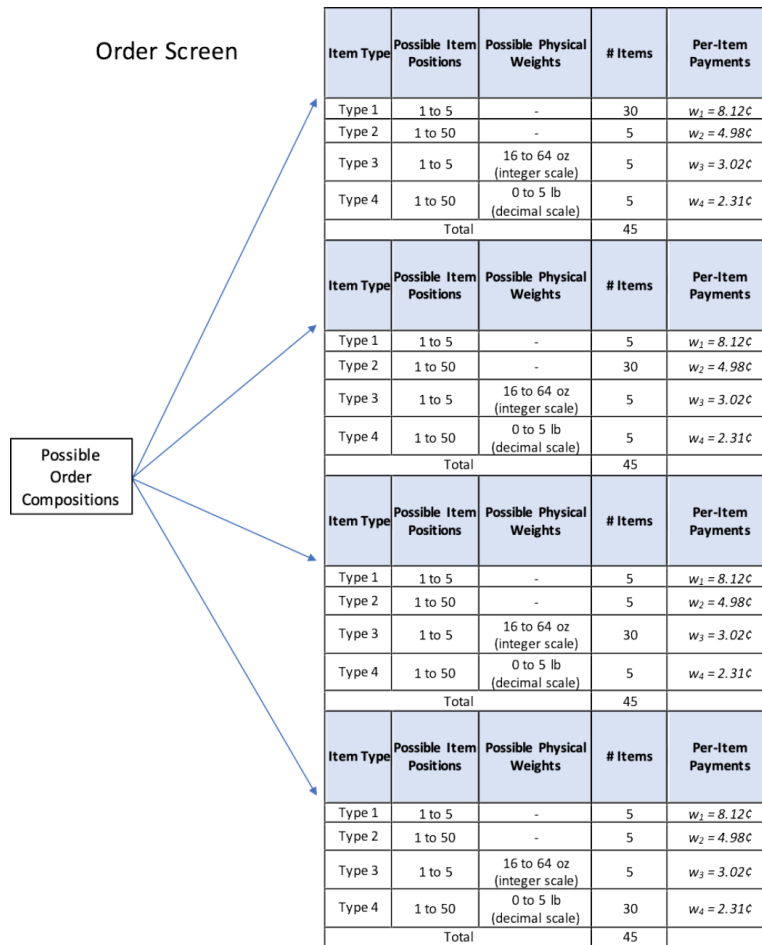 Order Screen
Possible
Order
Compositions
Item Type Possible Item Positions Possible Physical Weights # Items Per-Item Payments
Type 1 1 to 5 - 30 w₁ = 8.12¢
Type 2 1 to 50 - 5 w₂ = 4.98¢
Type 3 1 to 5 16 to 64 oz (integer scale) 5 w₃ = 3.02¢
Type 4 1 to 50 0 to 5 lb (decimal scale) 5 w₄ = 2.31¢
Total 45
Item Type Possible Item Positions Possible Physical Weights # Items Per-Item Payments
Type 1 1 to 5 - 5 w₁ = 8.12¢
Type 2 1 to 50 - 30 w₂ = 4.98¢
Type 3 1 to 5 16 to 64 oz (integer scale) 5 w₃ = 3.02¢
Type 4 1 to 50 0 to 5 lb (decimal scale) 5 w₄ = 2.31¢
Total 45
Item Type Possible Item Positions Possible Physical Weights # Items Per-Item Payments
Type 1 1 to 5 - 5 w₁ = 8.12¢
Type 2 1 to 50 - 5 w₂ = 4.98¢
Type 3 1 to 5 16 to 64 oz (integer scale) 30 w₃ = 3.02¢
Type 4 1 to 50 0 to 5 lb (decimal scale) 5 w₄ = 2.31¢
Total 45
Item Type Possible Item Positions Possible Physical Weights # Items Per-Item Payments
Type 1 1 to 5 - 5 w₁ = 8.12¢
Type 2 1 to 50 - 5 w₂ = 4.98¢
Type 3 1 to 5 16 to 64 oz (integer scale) 5 w₃ = 3.02¢
Type 4 1 to 50 0 to 5 lb (decimal scale) 30 w₄ = 2.31¢
Total 45